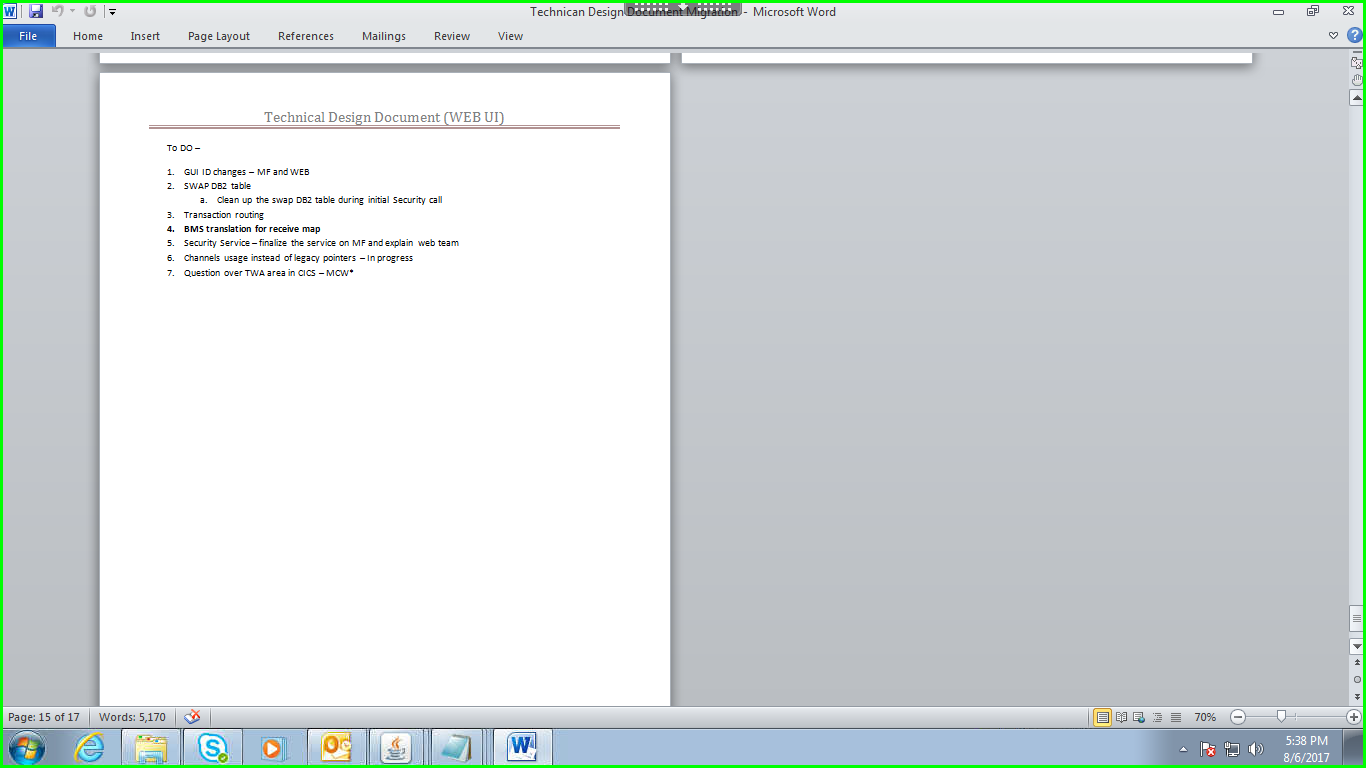 Technican Design Document Migration - Microsoft Word
File Home Insert Page Layout References Mailings Review View
Technical Design Document (WEB UI)
To DO –
1. GUI ID changes – MF and WEB
2. SWAP DB2 table
a. Clean up the swap DB2 table during initial Security call
3. Transaction routing
4. BMS translation for receive map
5. Security Service – finalize the service on MF and explain web team
6. Channels usage instead of legacy pointers – In progress
7. Question over TWA area in CICS – MCW*
Page: 15 of 17 Words: 5,170 70%
5:38 PM
8/6/2017